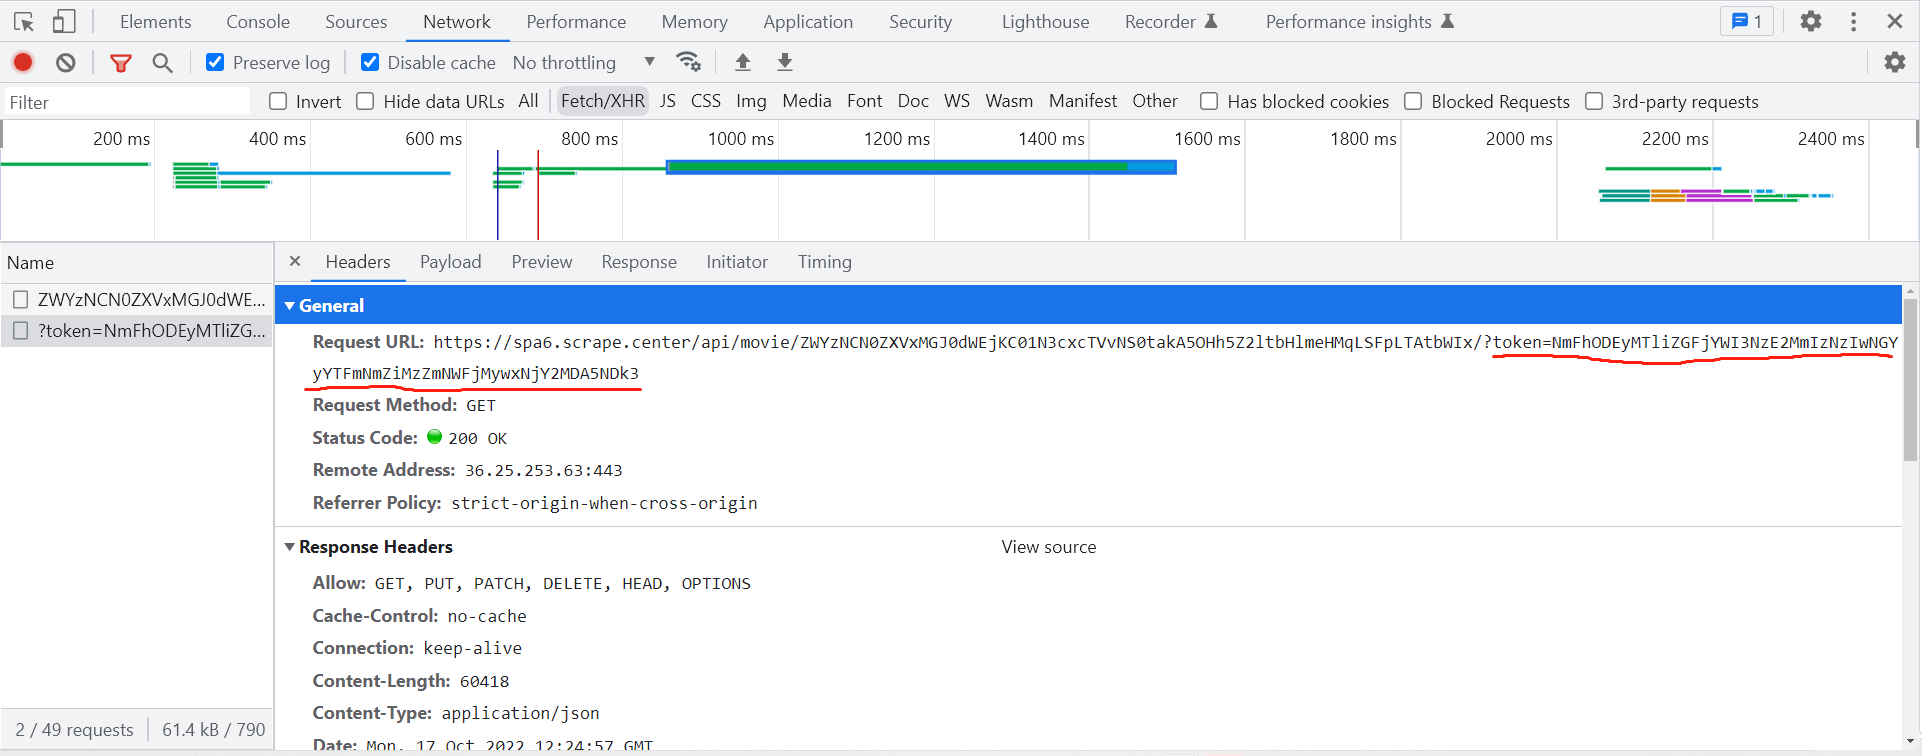 Elements Console Sources Network Performance Memory Application Security Lighthouse Recorder Performance insights 1
Preserve log Disable cache No throttling
Filter Invert Hide data URLs All Fetch/XHR JS CSS Img Media Font Doc WS Wasm Manifest Other Has blocked cookies Blocked Requests 3rd-party requests
200 ms 400 ms 600 ms 800 ms 1000 ms 1200 ms 1400 ms 1600 ms 1800 ms 2000 ms 2200 ms 2400 ms
Name
ZWYzNCN0ZXVxMGJ0dWE...
?token=NmFhODEyMTliZG...
2 / 49 requests 61.4 kB / 790
Headers Payload Preview Response Initiator Timing
General
Request URL: https://spa6.scrape.center/api/movie/ZWYzNCN0ZXVxMGJ0dWEjKC01N3cxcTVvNS0takA5OHh5Z2ltbHlmeHMqLSFpLTAtbWIx/?token=NmFhODEyMTliZGFjYWI3NzE2MmIzNzIwNGY
yYTFmNmZiMzZmNWFjMywxNjY2MDA5NDk3
Request Method: GET
Status Code: 200 OK
Remote Address: 36.25.253.63:443
Referrer Policy: strict-origin-when-cross-origin
Response Headers View source
Allow: GET, PUT, PATCH, DELETE, HEAD, OPTIONS
Cache-Control: no-cache
Connection: keep-alive
Content-Length: 60418
Content-Type: application/json
Date: Mon, 17 Oct 2022 12:24:57 GMT